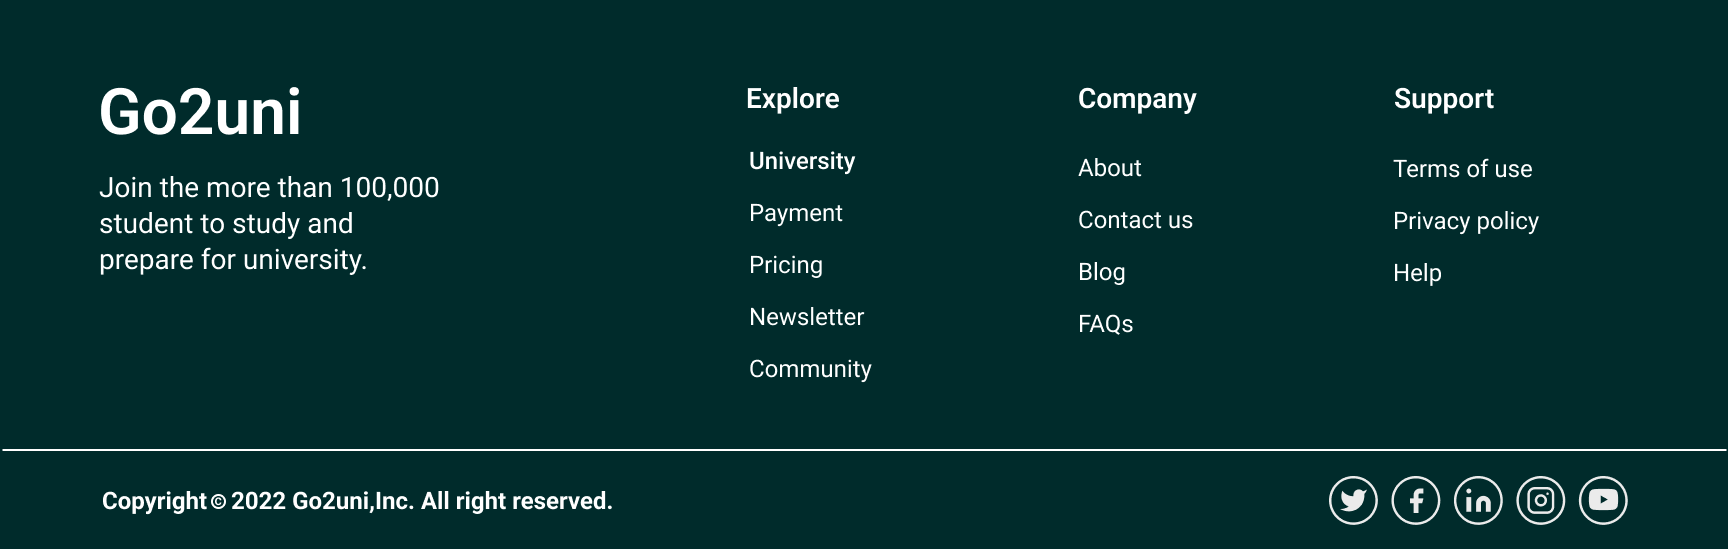 Go2uni
Join the more than 100,000
student to study and
prepare for university.
Explore
University
Payment
Pricing
Newsletter
Community
Company
About
Contact us
Blog
FAQs
Support
Terms of use
Privacy policy
Help
Copyright © 2022 Go2uni,Inc. All right reserved.